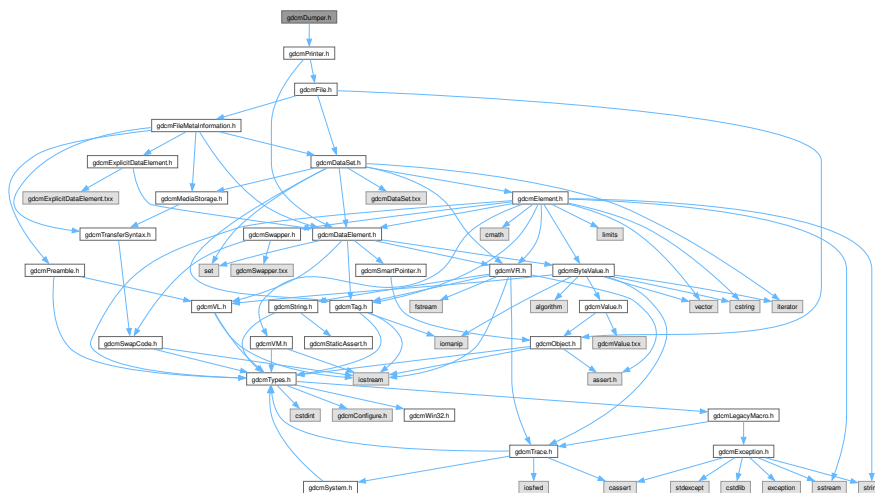 gdcmDumper.h
gdcmPrinter.h
gdcmFile.h
gdcmFileMetaInformation.h
gdcmExplicitDataElement.h
gdcmDataSet.h
gdcmExplicitDataElement.txx
gdcmMediaStorage.h
gdcmDataSet.txx
gdcmElement.h
gdcmTransferSyntax.h
gdcmSwapper.h
gdcmDataElement.h
cmath
limits
gdcmPreamble.h
set
gdcmSwapper.txx
gdcmSmartPointer.h
gdcmVR.h
gdcmByteValue.h
gdcmVL.h
gdcmString.h
gdcmTag.h
fstream
algorithm
gdcmValue.h
vector
cstring
iterator
gdcmSwapCode.h
gdcmVM.h
gdcmStaticAssert.h
iomanip
gdcmObject.h
gdcmValue.txx
gdcmTypes.h
iostream
assert.h
cstdint
gdcmConfigure.h
gdcmWin32.h
gdcmLegacyMacro.h
gdcmTrace.h
gdcmException.h
gdcmSystem.h
iosfwd
cassert
stdexcept
cstdlib
exception
sstream